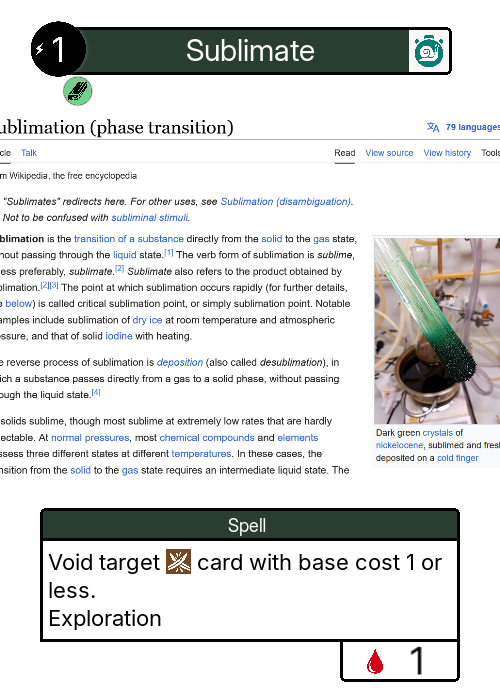 1
Sublimate
ublimation (phase transition)
79 languages
cle Talk Read View source View history Tools
m Wikipedia, the free encyclopedia
"Sublimates" redirects here. For other uses, see Sublimation (disambiguation).
Not to be confused with subliminal stimuli.
blimation is the transition of a substance directly from the solid to the gas state,
hout passing through the liquid state.[1] The verb form of sublimation is sublime,
less preferably, sublimate.[2] Sublimate also refers to the product obtained by
blimation.[2][3] The point at which sublimation occurs rapidly (for further details,
e below) is called critical sublimation point, or simply sublimation point. Notable
amples include sublimation of dry ice at room temperature and atmospheric
essure, and that of solid iodine with heating.
e reverse process of sublimation is deposition (also called desublimation), in
ich a substance passes directly from a gas to a solid phase, without passing
ough the liquid state.[4]
solids sublime, though most sublime at extremely low rates that are hardly
ectable. At normal pressures, most chemical compounds and elements
ssess three different states at different temperatures. In these cases, the
nsition from the solid to the gas state requires an intermediate liquid state. The
Dark green crystals of
nickelocene, sublimed and fresh
deposited on a cold finger
Spell
Void target card with base cost 1 or
less.
Exploration
1